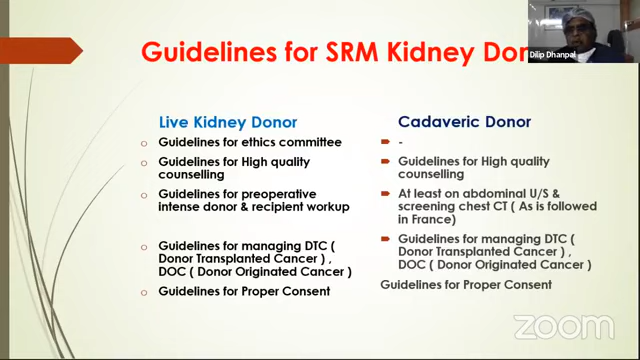 Guidelines for SRM Kidney Don
Dilip Dhanpal
Live Kidney Donor
Guidelines for ethics committee
Guidelines for High quality
counselling
Guidelines for preoperative
intense donor & recipient workup
Guidelines for managing DTC (
Donor Transplanted Cancer ) ,
DOC ( Donor Originated Cancer )
Guidelines for Proper Consent
Cadaveric Donor
-
Guidelines for High quality
counselling
At least on abdominal U/S &
screening chest CT ( As is followed
in France)
Guidelines for managing DTC (
Donor Transplanted Cancer ) ,
DOC ( Donor Originated Cancer )
Guidelines for Proper Consent
zoom